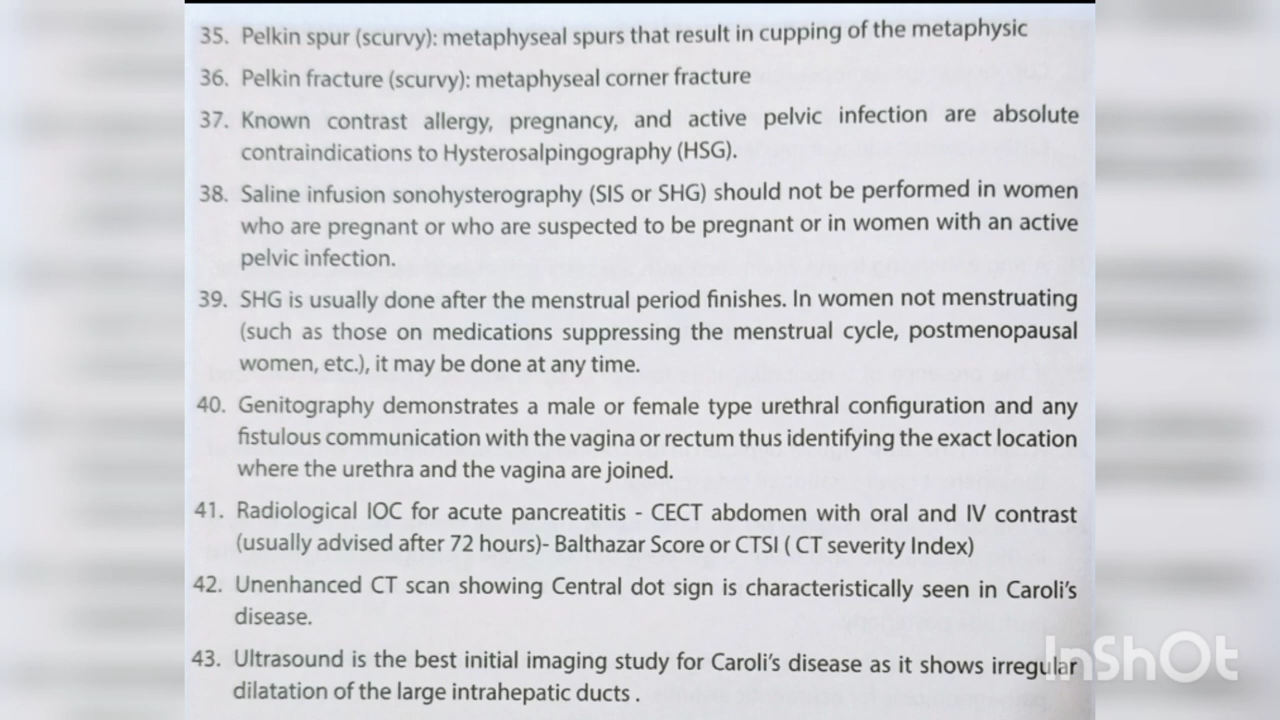 35. Pelkin spur (scurvy): metaphyseal spurs that result in cupping of the metaphysic
36. Pelkin fracture (scurvy): metaphyseal corner fracture
37. Known contrast allergy, pregnancy, and active pelvic infection are absolute
contraindications to Hysterosalpingography (HSG).
38. Saline infusion sonohysterography (SIS or SHG) should not be performed in women
who are pregnant or who are suspected to be pregnant or in women with an active
pelvic infection.
39. SHG is usually done after the menstrual period finishes. In women not menstruating
(such as those on medications suppressing the menstrual cycle, postmenopausal
women, etc.), it may be done at any time.
40. Genitography demonstrates a male or female type urethral configuration and any
fistulous communication with the vagina or rectum thus identifying the exact location
where the urethra and the vagina are joined.
41. Radiological IOC for acute pancreatitis - CECT abdomen with oral and IV contrast
(usually advised after 72 hours)- Balthazar Score or CTSI ( CT severity Index)
42. Unenhanced CT scan showing Central dot sign is characteristically seen in Caroli's
disease.
43. Ultrasound is the best initial imaging study for Caroli's disease as it shows irregular
dilatation of the large intrahepatic ducts .
InShOt